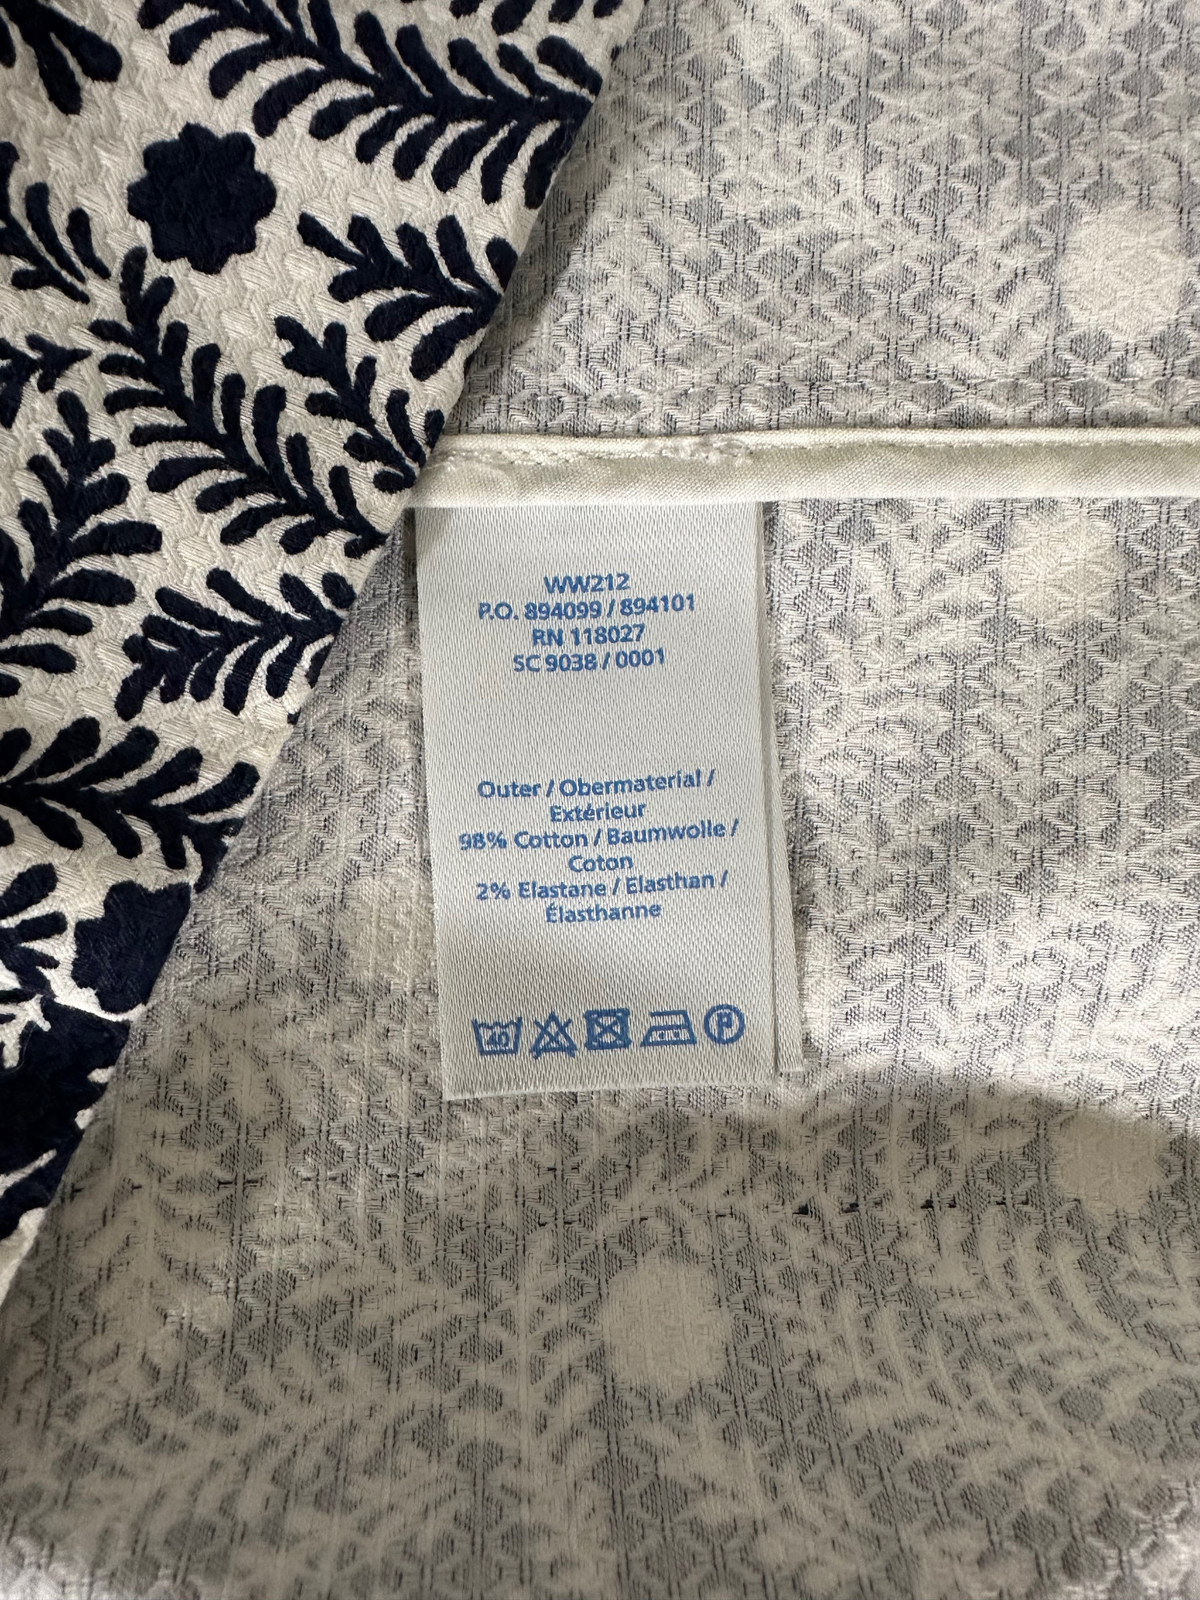 WW212
P.O. 894099 / 894101
RN 118027
SC 9038 / 0001
Outer / Obermaterial /
Extérieur
98% Cotton / Baumwolle /
Coton
2% Elastane / Elasthan /
Élasthanne
40 P